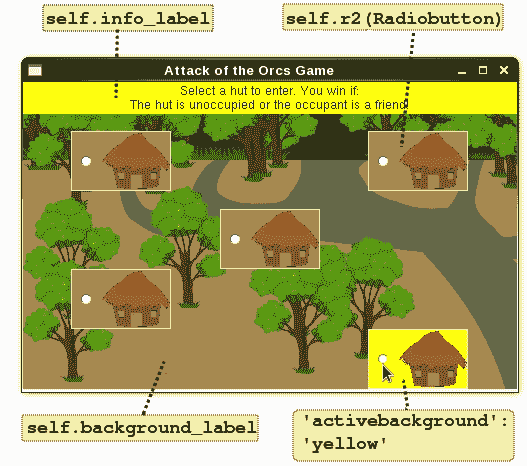 self.info_label
self.r2(Radiobutton)
Attack of the Orcs Game
Select a hut to enter. You win if:
The hut is unoccupied or the occupant is a friend
self.background_label
'activebackground':
'yellow'